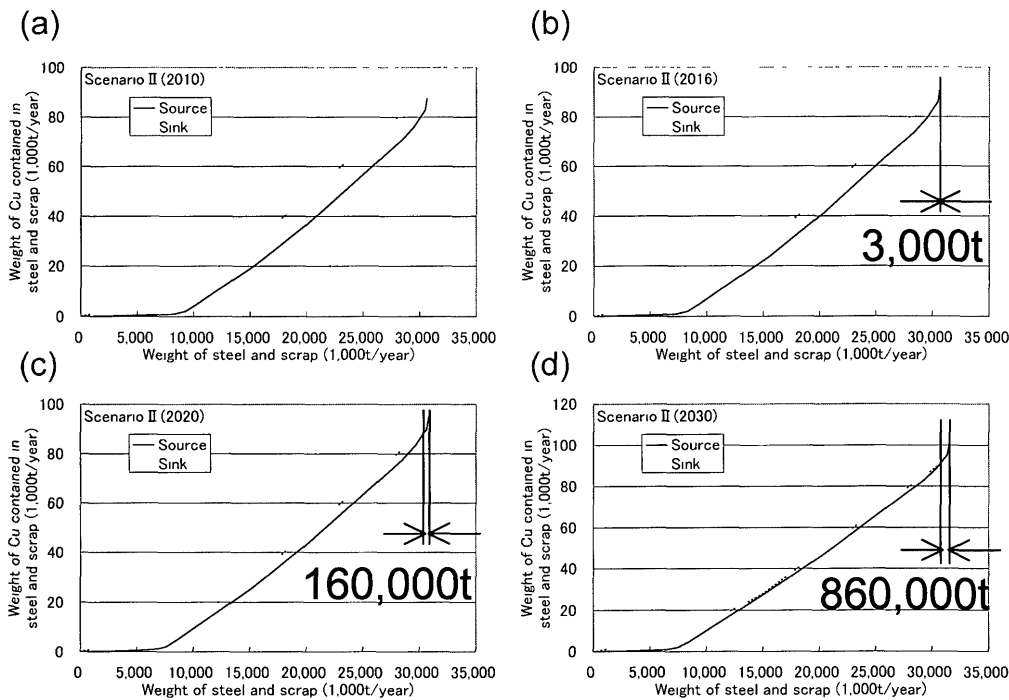 (a)
Scenario II (2010)
Source
Sink
Weight of Cu contained in
steel and scrap (1,000t/year)
100
80
60
40
20
0
0 5,000 10,000 15,000 20,000 25,000 30,000 35,000
Weight of steel and scrap (1,000t/year)
(b)
Scenario II (2016)
Source
Sink
Weight of Cu contained in
steel and scrap (1,000t/year)
100
80
60
40
20
0
3,000t
0 5,000 10,000 15,000 20,000 25,000 30,000 35 000
Weight of steel and scrap (1,000t/year)
(c)
Scenario II (2020)
Source
Sink
Weight of Cu contained in
steel and scrap (1,000t/year)
100
80
60
40
20
0
160,000t
0 5,000 10,000 15,000 20,000 25,000 30,000 35,000
Weight of steel and scrap (1,000t/year)
(d)
Scenario II (2030)
Source
Sink
Weight of Cu contained in
steel and scrap (1,000t/year)
120
100
80
60
40
20
0
860,000t
0 5,000 10,000 15,000 20,000 25,000 30,000 35,000
Weight of steel and scrap (1,000t/year)